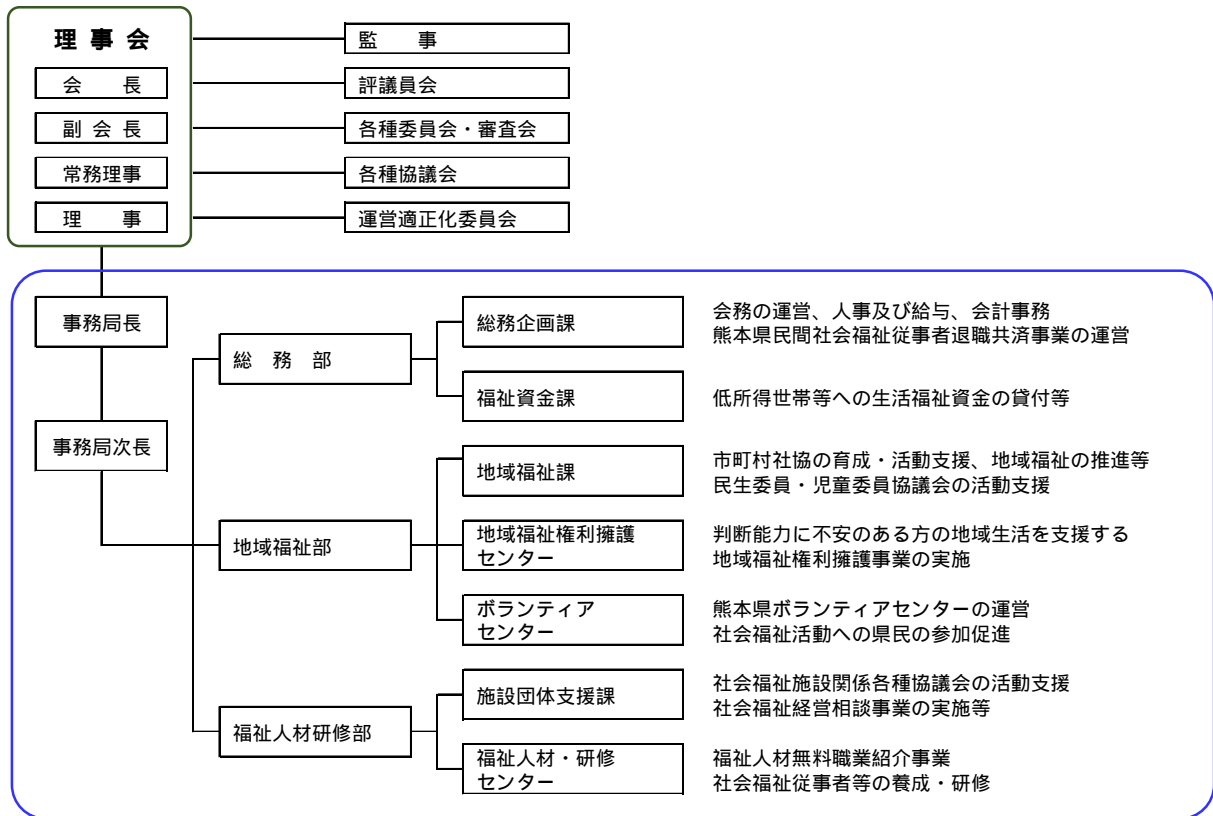 理 事 会
監　　事
会　　長
評議員会
副 会 長
各種委員会・審査会
常務理事
各種協議会
理　　事
運営適正化委員会
事務局長
事務局次長
総　務　部
総務企画課
会務の運営、人事及び給与、会計事務
熊本県民間社会福祉従事者退職共済事業の運営
福祉資金課
低所得世帯等への生活福祉資金の貸付等
地域福祉部
地域福祉課
市町村社協の育成・活動支援、地域福祉の推進等
民生委員・児童委員協議会の活動支援
地域福祉権利擁護
センター
判断能力に不安のある方の地域生活を支援する
地域福祉権利擁護事業の実施
ボランティア
センター
熊本県ボランティアセンターの運営
社会福祉活動への県民の参加促進
福祉人材研修部
施設団体支援課
社会福祉施設関係各種協議会の活動支援
社会福祉経営相談事業の実施等
福祉人材・研修
センター
福祉人材無料職業紹介事業
社会福祉従事者等の養成・研修